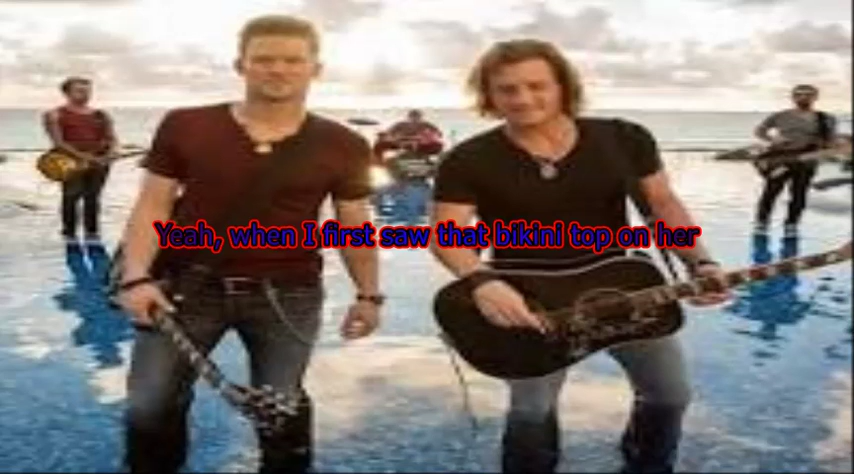 Yeah, when I first saw that bikini top on her